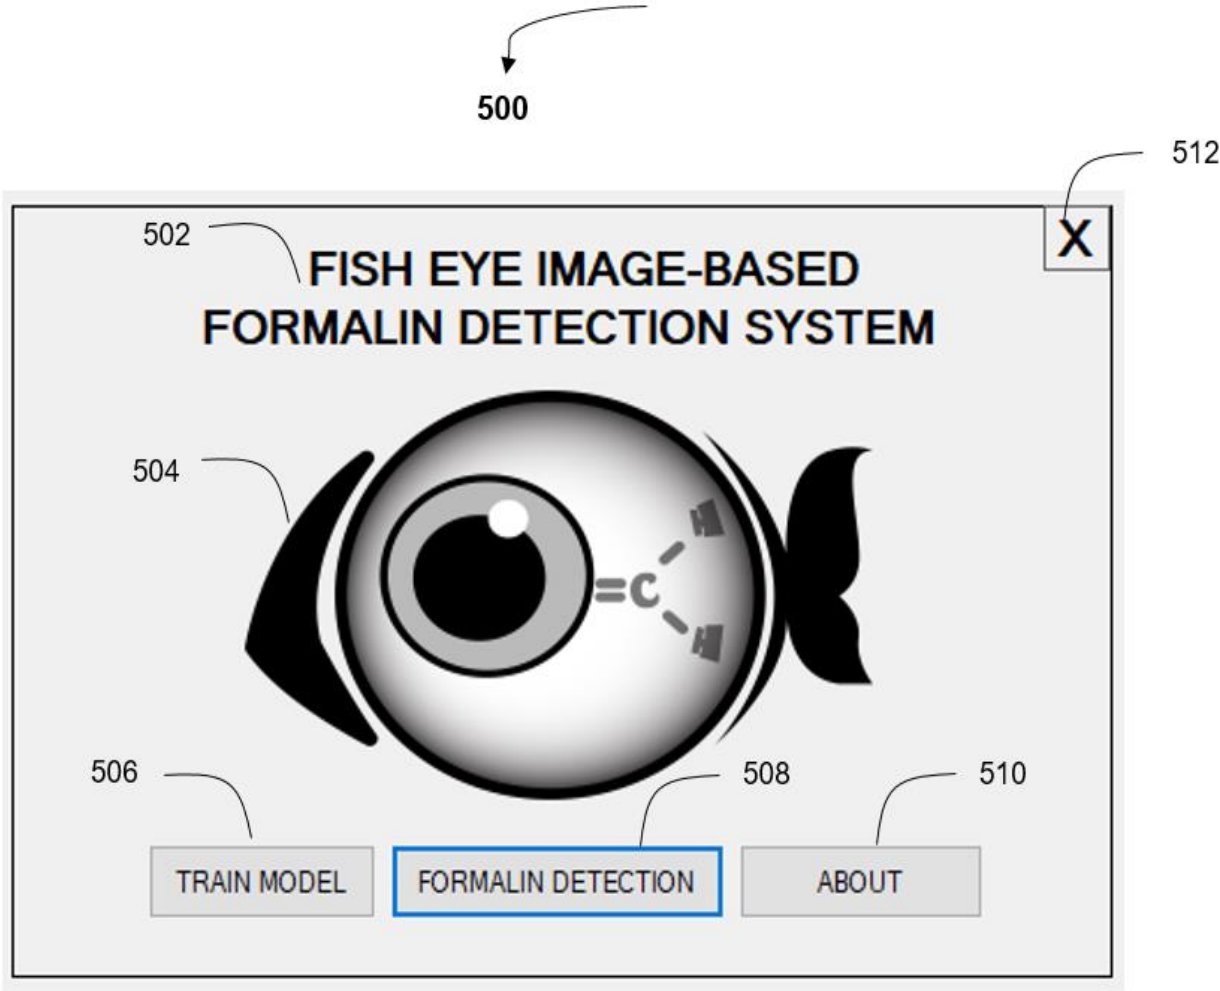 500
512
502
X
FISH EYE IMAGE-BASED
FORMALIN DETECTION SYSTEM
504
H
=C
H
506
508
510
TRAIN MODEL
FORMALIN DETECTION
ABOUT